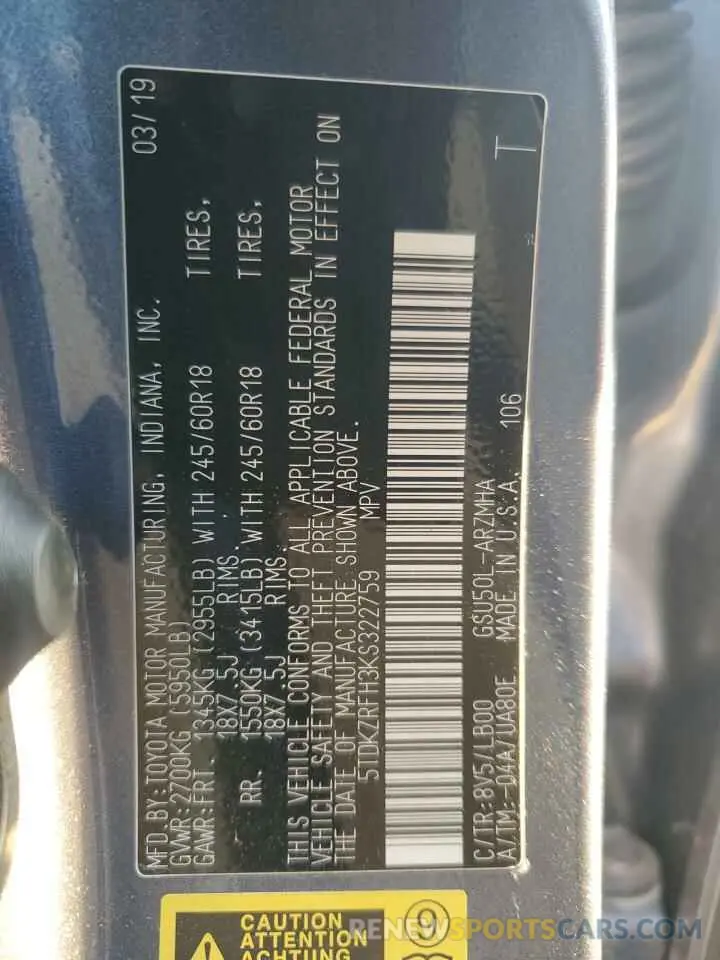 MFD.BY:TOYOTA MOTOR MANUFACTURING, INDIANA, INC. 03/19
GVWR:2700KG (5950LB)
GAWR:FRT. 1345KG (2955LB) WITH 245/60R18 TIRES,
18X7.5J RIMS.
RR. 1550KG (3415LB) WITH 245/60R18 TIRES,
18X7.5J RIMS.
THIS VEHICLE CONFORMS TO ALL APPLICABLE FEDERAL MOTOR
VEHICLE SAFETY AND THEFT PREVENTION STANDARDS IN EFFECT ON
THE DATE OF MANUFACTURE SHOWN ABOVE.
5TDKZRFH3KS322759 MPV
C/TR:8V5/LB00 GSU50L-ARZMHA
A/TM:-04A/UA80E MADE IN U.S.A. 106 T
CAUTION
ATTENTION
ACHTUNG
RENEWSPORTSCARS.COM